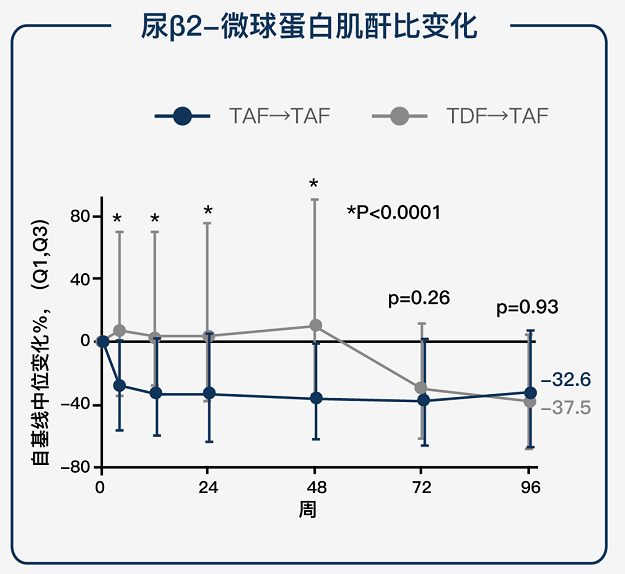 尿β2-微球蛋白肌酐比变化
TAF→TAF
TDF→TAF
自基线中位变化%,（Q1,Q3)
80
40
0
-40
-80
*
*
*
*
*P<0.0001
p=0.26
p=0.93
-32.6
-37.5
0
24
48
72
96
周